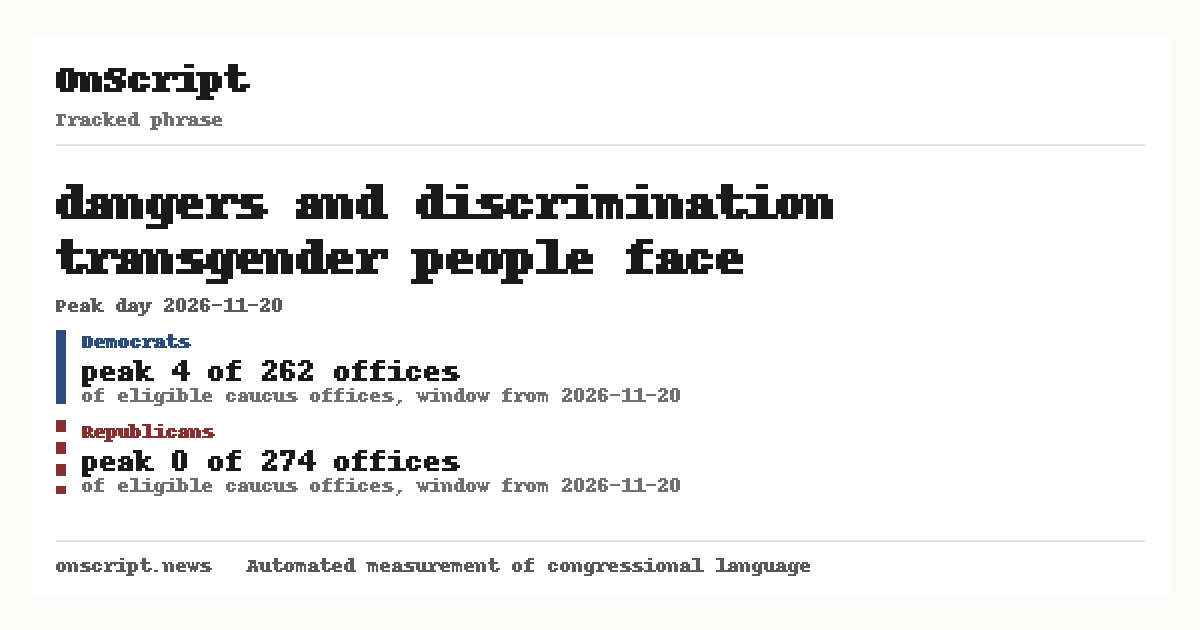 OnScript
Tracked phrase
dangers and discrimination
transgender people face
Peak day 2026-11-20
Democrats
peak 4 of 262 offices
of eligible caucus offices, window from 2026-11-20
Republicans
peak 0 of 274 offices
of eligible caucus offices, window from 2026-11-20
onscript.news Automated measurement of congressional language